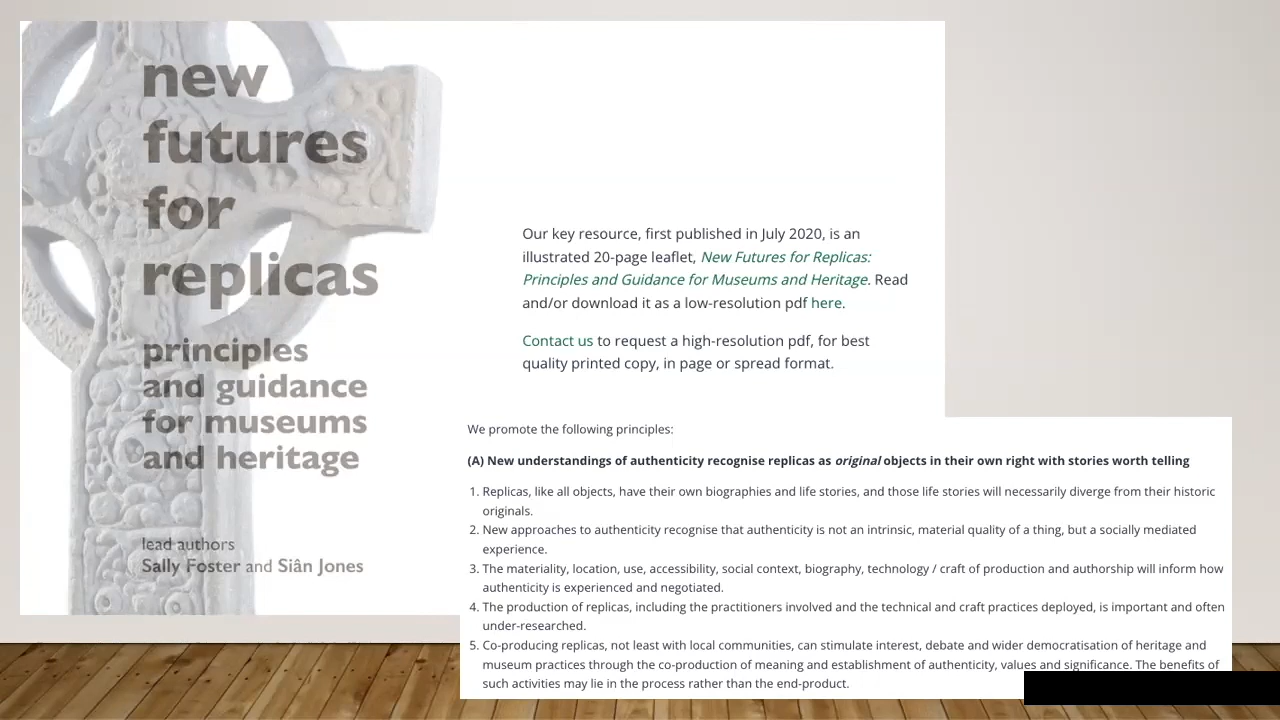 new
futures
for
replicas
principles
and guidance
for museums
and heritage
lead authors
Sally Foster and Siân Jones
Our key resource, first published in July 2020, is an
illustrated 20-page leaflet, New Futures for Replicas:
Principles and Guidance for Museums and Heritage. Read
and/or download it as a low-resolution pdf here.
Contact us to request a high-resolution pdf, for best
quality printed copy, in page or spread format.
We promote the following principles:
(A) New understandings of authenticity recognise replicas as original objects in their own right with stories worth telling
1. Replicas, like all objects, have their own biographies and life stories, and those life stories will necessarily diverge from their historic
originals.
2. New approaches to authenticity recognise that authenticity is not an intrinsic, material quality of a thing, but a socially mediated
experience.
3. The materiality, location, use, accessibility, social context, biography, technology / craft of production and authorship will inform how
authenticity is experienced and negotiated.
4. The production of replicas, including the practitioners involved and the technical and craft practices deployed, is important and often
under-researched.
5. Co-producing replicas, not least with local communities, can stimulate interest, debate and wider democratisation of heritage and
museum practices through the co-production of meaning and establishment of authenticity, values and significance. The benefits of
such activities may lie in the process rather than the end-product.